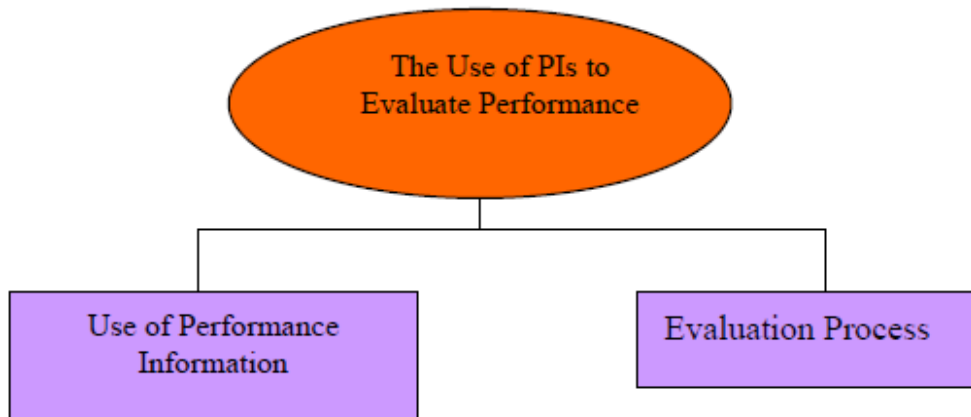 The Use of PIs to
Evaluate Performance
Use of Performance
Information
Evaluation Process